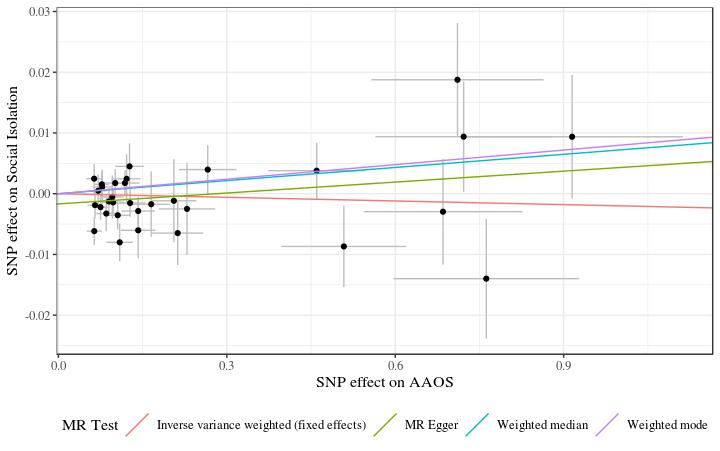 0.03
0.02
0.01
0.00
-0.01
-0.02
SNP effect on Social Isolation
0.0 0.3 0.6 0.9
SNP effect on AAOS
MR Test Inverse variance weighted (fixed effects) MR Egger Weighted median Weighted mode